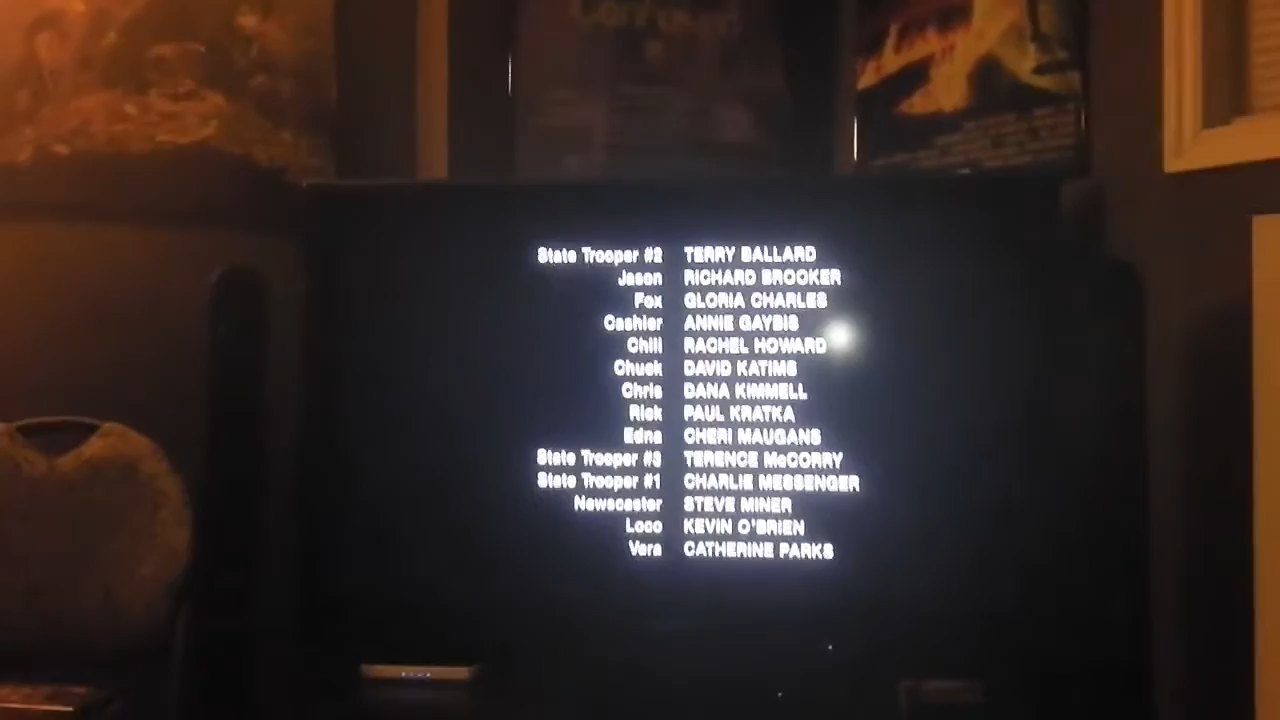 State Trooper #2 TERRY BALLARD
Jason RICHARD BROOKER
Fox GLORIA CHARLES
Cashier ANNIE GAYBIS
Chili RACHEL HOWARD
Chuck DAVID KATIMS
Chris DANA KIMMELL
Rick PAUL KRATKA
Edna CHERI MAUGANS
State Trooper #3 TERENCE McCORRY
State Trooper #1 CHARLIE MESSENGER
Newscaster STEVE MINER
Loco KEVIN O'BRIEN
Vera CATHERINE PARKS